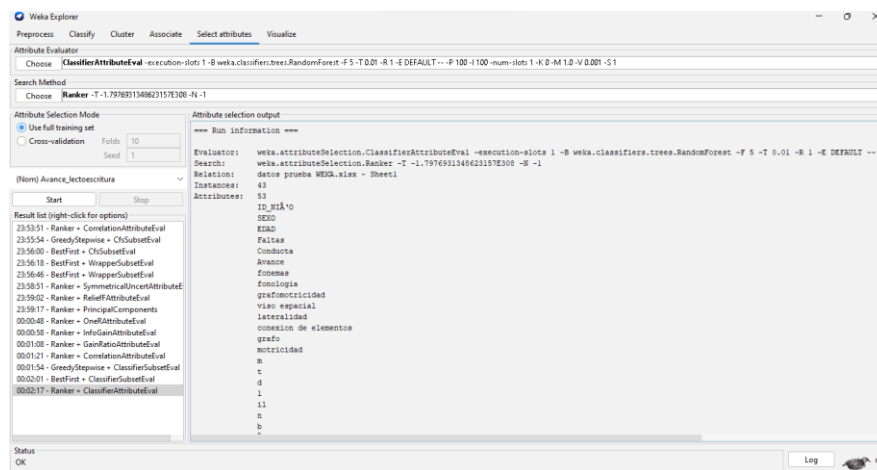 Weka Explorer
Preprocess Classify Cluster Associate Select attributes Visualize
Attribute Evaluator
Choose ClassifierAttributeEval -execution-slots 1 -B weka.classifiers.trees.RandomForest -F 5 -T 0.01 -R 1 -E DEFAULT -- -P 100 -I 100 -num-slots 1 -K 0 -M 1.0 -V 0.001 -S 1
Search Method
Choose Ranker -T -1.7976931348623157E308 -N -1
Attribute Selection Mode
Use full training set
Cross-validation Folds 10
Seed 1
(Nom) Avance_lectoescritura
Start Stop
Result list (right-click for options)
23:53:51 - Ranker + CorrelationAttributeEval
23:55:54 - GreedyStepwise + CfsSubsetEval
23:56:00 - BestFirst + CfsSubsetEval
23:56:18 - BestFirst + WrapperSubsetEval
23:56:46 - BestFirst + WrapperSubsetEval
23:58:51 - Ranker + SymmetricalUncertAttributeE
23:59:02 - Ranker + ReliefFAttributeEval
23:59:17 - Ranker + PrincipalComponents
00:00:48 - Ranker + OneRAttributeEval
00:00:58 - Ranker + InfoGainAttributeEval
00:01:08 - Ranker + GainRatioAttributeEval
00:01:21 - Ranker + CorrelationAttributeEval
00:01:54 - GreedyStepwise + ClassifierSubsetEval
00:02:01 - BestFirst + ClassifierSubsetEval
00:02:17 - Ranker + ClassifierAttributeEval
Attribute selection output
=== Run information ===
Evaluator: weka.attributeSelection.ClassifierAttributeEval -execution-slots 1 -B weka.classifiers.trees.RandomForest -F 5 -T 0.01 -R 1 -E DEFAULT --
Search: weka.attributeSelection.Ranker -T -1.7976931348623157E308 -N -1
Relation: datos prueba WEKA.xlsx - Sheet1
Instances: 43
Attributes: 53
ID_NIÃ'O
SEXO
EDAD
Faltas
Conducta
Avance
fonemas
fonologia
grafomotricidad
viso espacial
lateralidad
conexion de elementos
grafo
motricidad
m
t
d
l
il
n
b
Status
OK
Log